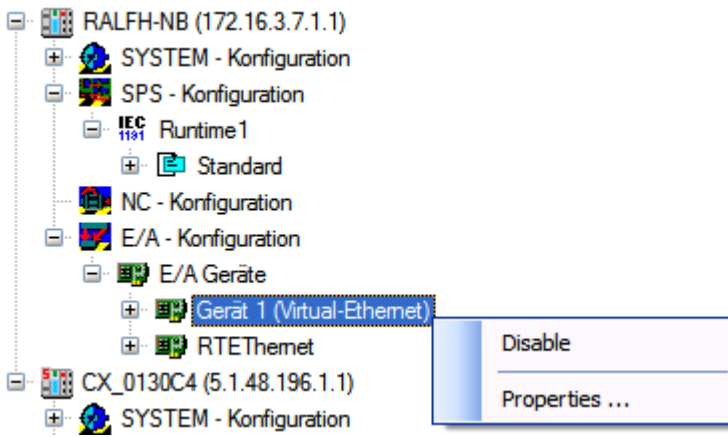 RALFH-NB (172.16.3.7.1.1)
SYSTEM - Konfiguration
SPS - Konfiguration
IEC 1131 Runtime1
Standard
NC - Konfiguration
E/A - Konfiguration
E/A Geräte
Gerät 1 (Virtual-Ethernet)
RTEThernet
Disable
Properties ...
CX_0130C4 (5.1.48.196.1.1)
SYSTEM - Konfiguration